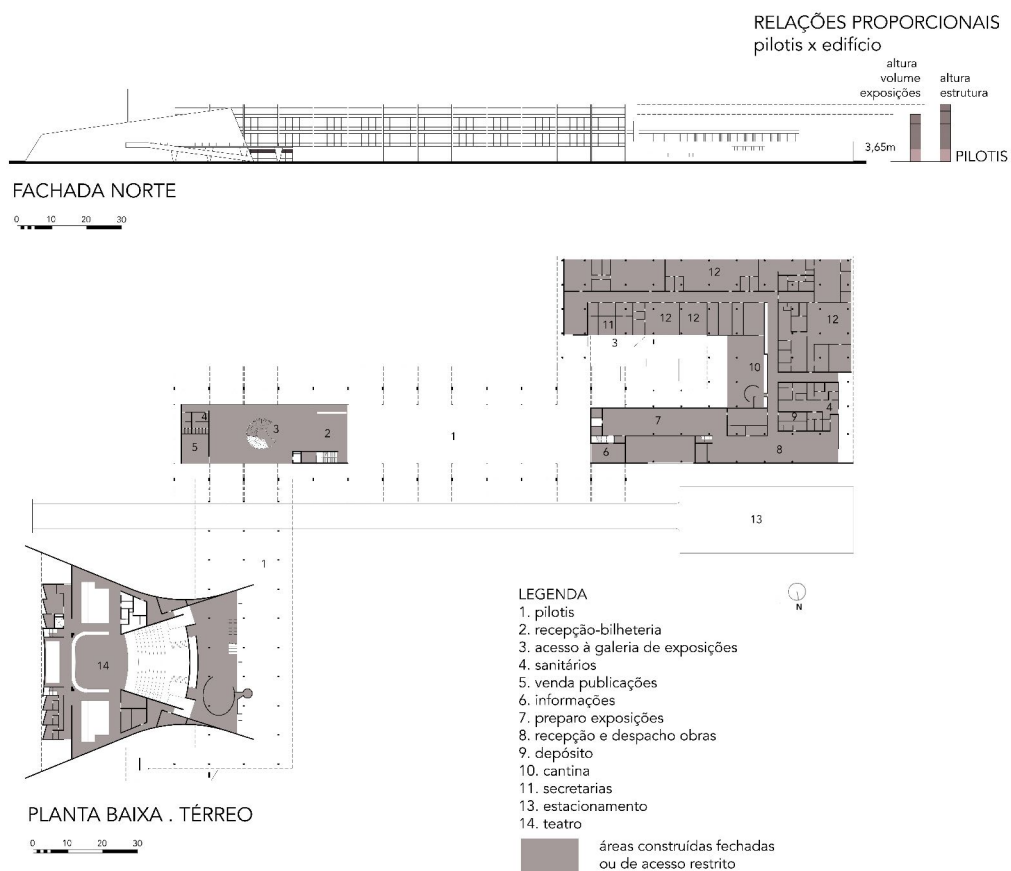 RELAÇÕES PROPORCIONAIS
pilotis x edifício
altura
volume
exposições
altura
estrutura
3,65m
PILOTIS
FACHADA NORTE
0 10 20 30
12
11
12
12
12
3
10
4
3
2
5
1
7
4
9
6
8
13
1
14
N
LEGENDA
1. pilotis
2. recepção-bilheteria
3. acesso à galeria de exposições
4. sanitários
5. venda publicações
6. informações
7. preparo exposições
8. recepção e despacho obras
9. depósito
10. cantina
11. secretarias
13. estacionamento
14. teatro
áreas construídas fechadas
ou de acesso restrito
PLANTA BAIXA . TÉRREO
0 10 20 30